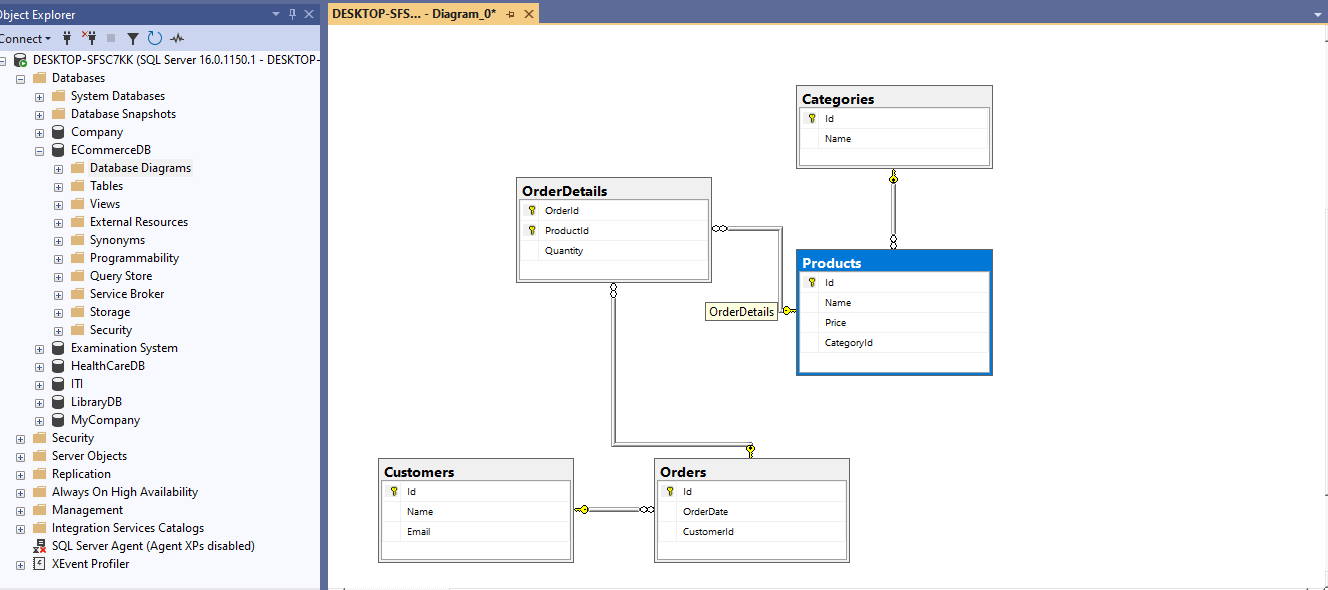 Object Explorer
Connect
DESKTOP-SFSC7KK (SQL Server 16.0.1150.1 - DESKTOP-
Databases
System Databases
Database Snapshots
Company
ECommerceDB
Database Diagrams
Tables
Views
External Resources
Synonyms
Programmability
Query Store
Service Broker
Storage
Security
Examination System
HealthCareDB
ITI
LibraryDB
MyCompany
Security
Server Objects
Replication
Always On High Availability
Management
Integration Services Catalogs
SQL Server Agent (Agent XPs disabled)
XEvent Profiler
DESKTOP-SFS... - Diagram_0*
Categories
Id
Name
OrderDetails
OrderId
ProductId
Quantity
Products
Id
Name
Price
CategoryId
OrderDetails
Customers
Id
Name
Email
Orders
Id
OrderDate
CustomerId